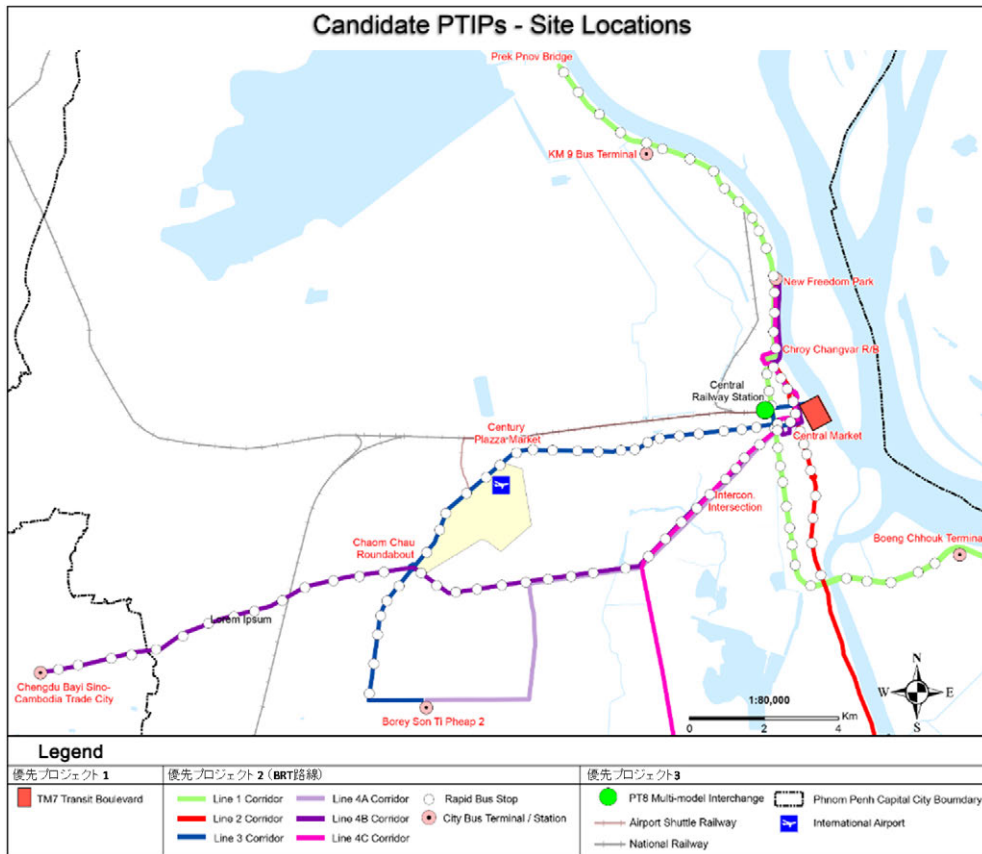 Candidate PTIPs - Site Locations
Prek Pnov Bridge
KM 9 Bus Terminal
New Freedom Park
Chroy Changvar R/B
Central
Railway Station
Century
Plazza Market
Central Market
Intercon.
Intersection
Chaom Chau
Roundabout
Boeng Chhouk Terminal
Lorem Ipsum
Chengdu Bayi Sino-
Cambodia Trade City
Borey Son Ti Pheap 2
N
W
E
S
1:80,000
Km
0
2
4
Legend
優先プロジェクト 1
優先プロジェクト 2 (BRT路線)
優先プロジェクト3
TM7 Transit Boulevard
Line 1 Corridor
Line 2 Corridor
Line 3 Corridor
Line 4A Corridor
Line 4B Corridor
Line 4C Corridor
Rapid Bus Stop
City Bus Terminal / Station
PT8 Multi-model Interchange
Airport Shuttle Railway
National Railway
Phnom Penh Capital City Boumdary
International Airport